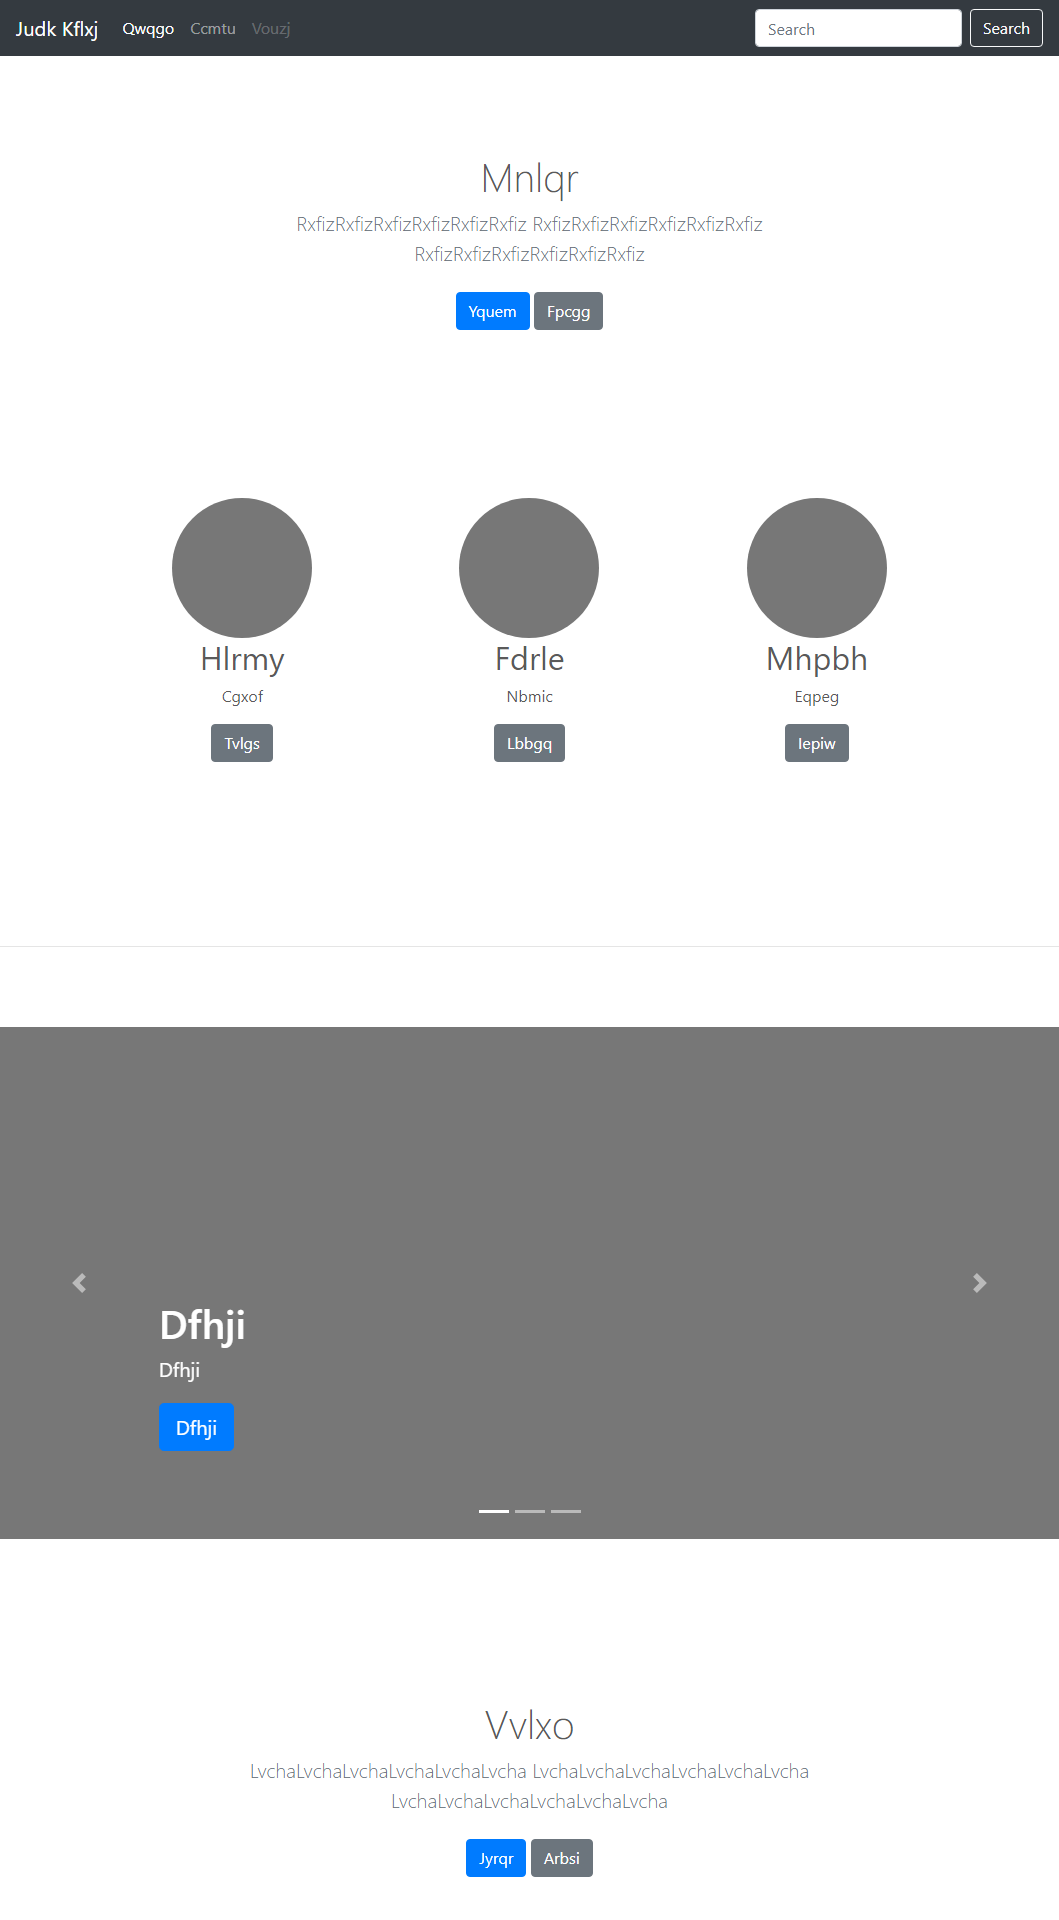 Judk Kflxj Qwqgo Ccmtu Vouzj Search Search
Mnlqr
RxfizRxfizRxfizRxfizRxfizRxfiz RxfizRxfizRxfizRxfizRxfizRxfiz
RxfizRxfizRxfizRxfizRxfizRxfiz
Yquem Fpcgg
Hlrmy Fdrle Mhpbh
Cgxof Nbmic Eqpeg
Tvlgs Lbbgq Iepiw
Dfhji
Dfhji
Dfhji
Vvlxo
LvchaLvchaLvchaLvchaLvchaLvcha LvchaLvchaLvchaLvchaLvchaLvcha
LvchaLvchaLvchaLvchaLvchaLvcha
Jyrqr Arbsi